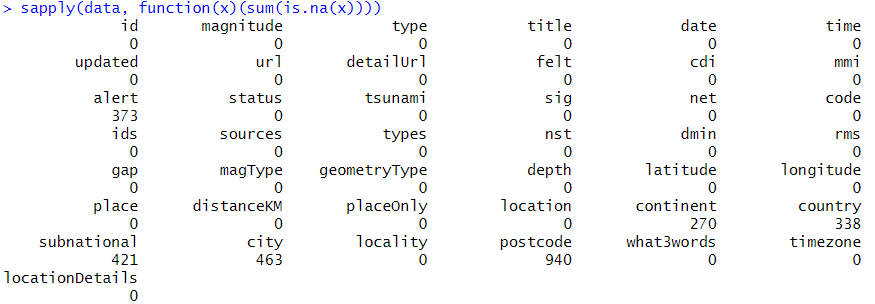 > sapply(data, function(x)(sum(is.na(x))))
id magnitude type title date time
0 0 0 0 0 0
updated url detailUrl felt cdi mmi
0 0 0 0 0 0
alert status tsunami sig net code
373 0 0 0 0 0
ids sources types nst dmin rms
0 0 0 0 0 0
gap magType geometryType depth latitude longitude
0 0 0 0 0 0
place distanceKM placeOnly location continent country
0 0 0 0 270 338
subnational city locality postcode what3words timezone
421 463 0 940 0 0
locationDetails
0